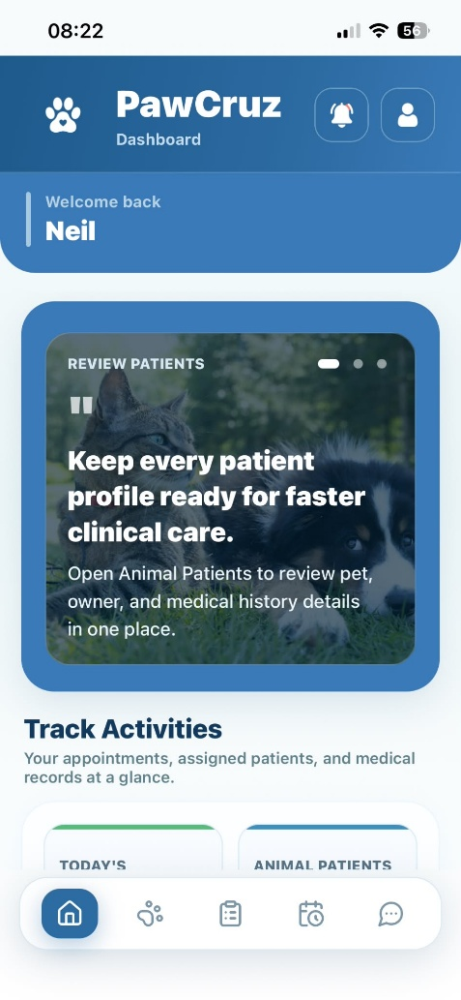 08:22
56
PawCruz
Dashboard
Welcome back
Neil
REVIEW PATIENTS
"
Keep every patient
profile ready for faster
clinical care.
Open Animal Patients to review pet,
owner, and medical history details
in one place.
Track Activities
Your appointments, assigned patients, and medical
records at a glance.
TODAY'S
ANIMAL PATIENTS